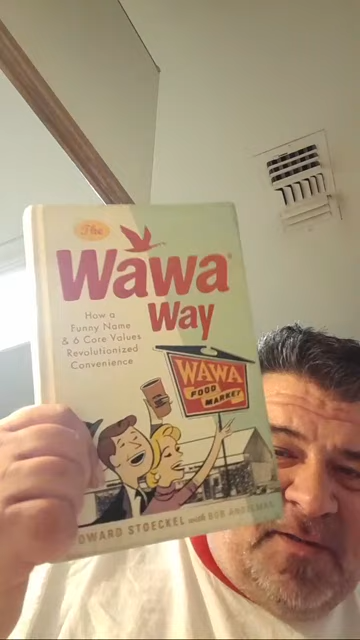 The
Wawa®
Way
How a
Funny Name
& 6 Core Values
Revolutionized
Convenience
WAWA
FOOD
MARKET
HOWARD STOECKEL with BOB ANDELMAN